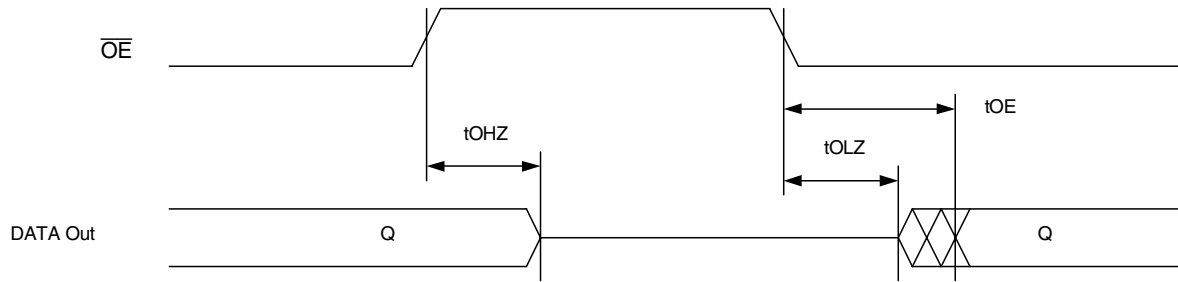 OE
tOE
tOHZ
tOLZ
DATA Out
Q
Q